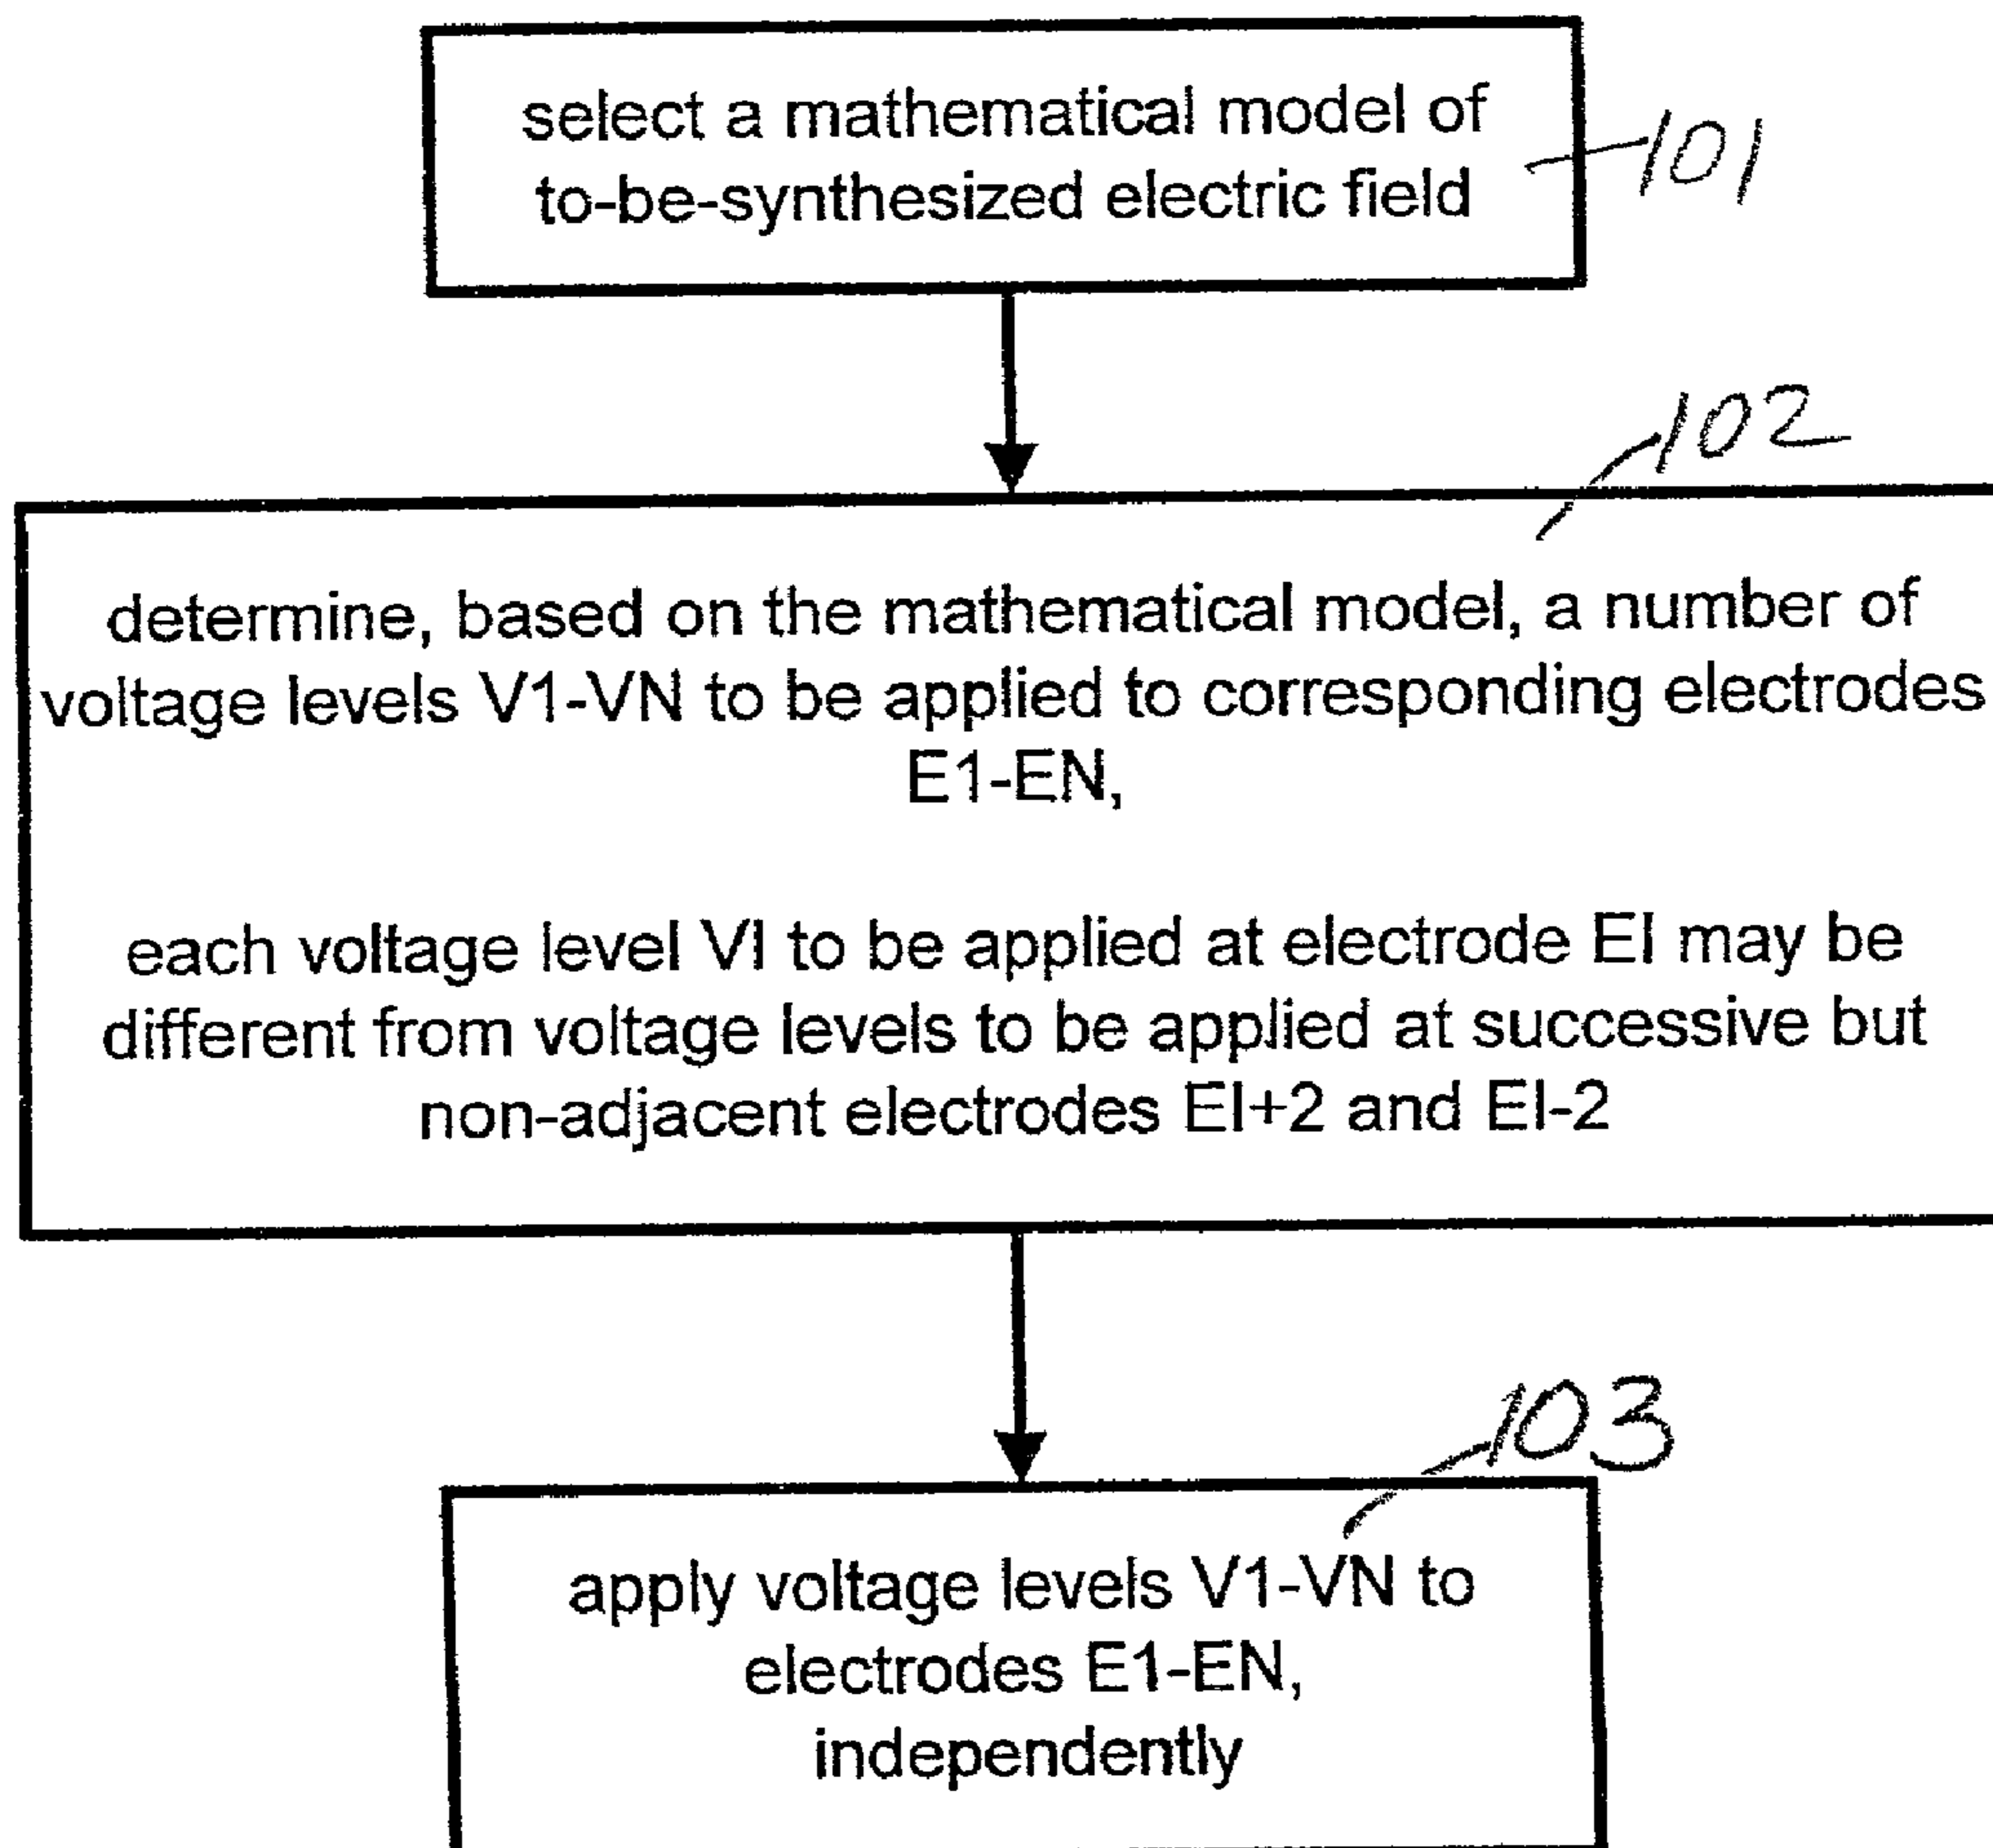 select a mathematical model of
to-be-synthesized electric field
101
102
determine, based on the mathematical model, a number of
voltage levels V1-VN to be applied to corresponding electrodes
E1-EN,
each voltage level VI to be applied at electrode EI may be
different from voltage levels to be applied at successive but
non-adjacent electrodes EI+2 and EI-2
103
apply voltage levels V1-VN to
electrodes E1-EN,
independently